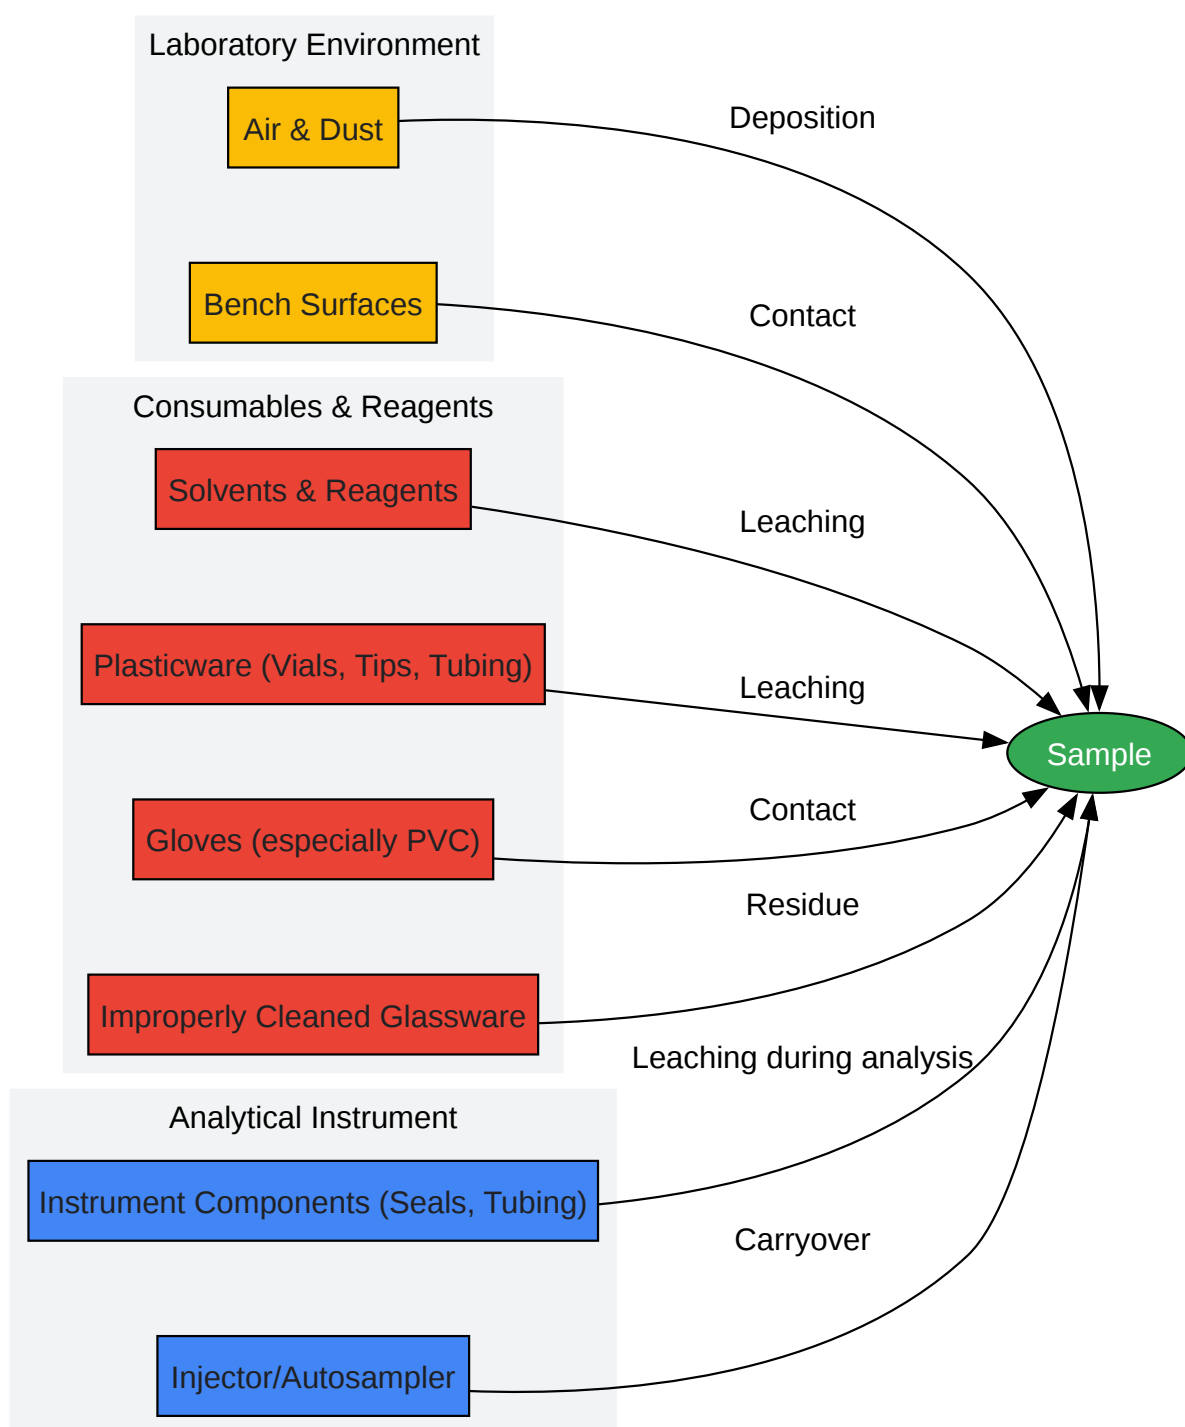 Laboratory Environment
Air & Dust
Deposition
Bench Surfaces
Contact
Consumables & Reagents
Solvents & Reagents
Leaching
Plasticware (Vials, Tips, Tubing)
Leaching
Sample
Gloves (especially PVC)
Contact
Improperly Cleaned Glassware
Residue
Analytical Instrument
Instrument Components (Seals, Tubing)
Leaching during analysis
Injector/Autosampler
Carryover